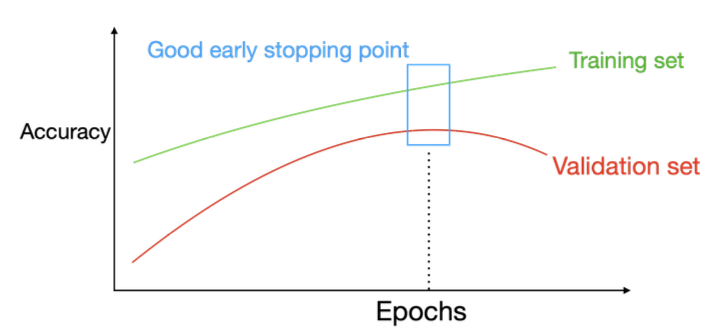 Good early stopping point
Training set
Accuracy
Validation set
Epochs